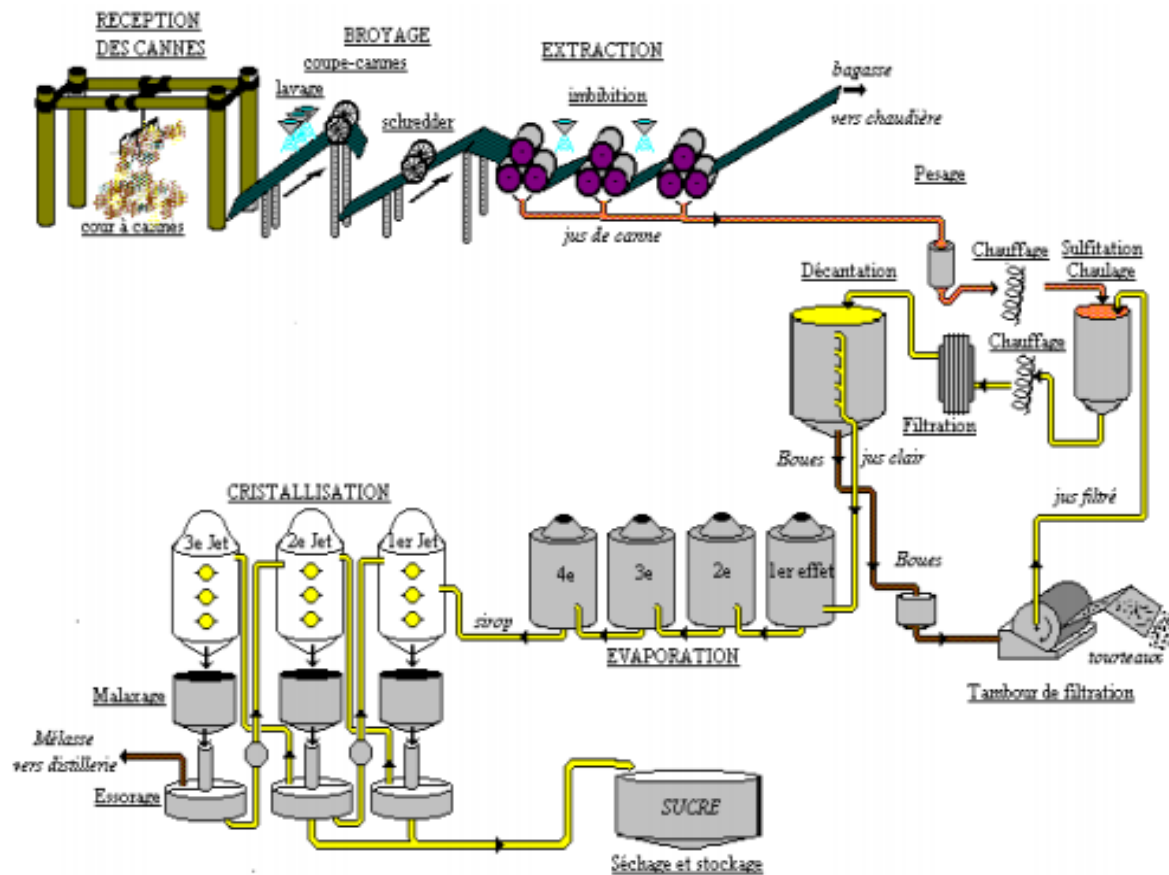 RECEPTION
DES CANNES
BROYAGE
coupe-cannes
lavage
schredder
EXTRACTION
imbibition
bagasse
vers chaudière
cour à cannes
jus de canne
Pesage
Chauffage
Sulfitation
Chaulage
Décantation
Chauffage
Filtration
Boues
jus clair
jus filtré
CRISTALLISATION
3e Jet
2e Jet
1er Jet
4e
3e
2e
1er effet
Boues
sirop
EVAPORATION
tourteaux
Tambour de filtration
Malaxage
Mélasse
vers distillerie
Essorage
SUCRE
Séchage et stockage